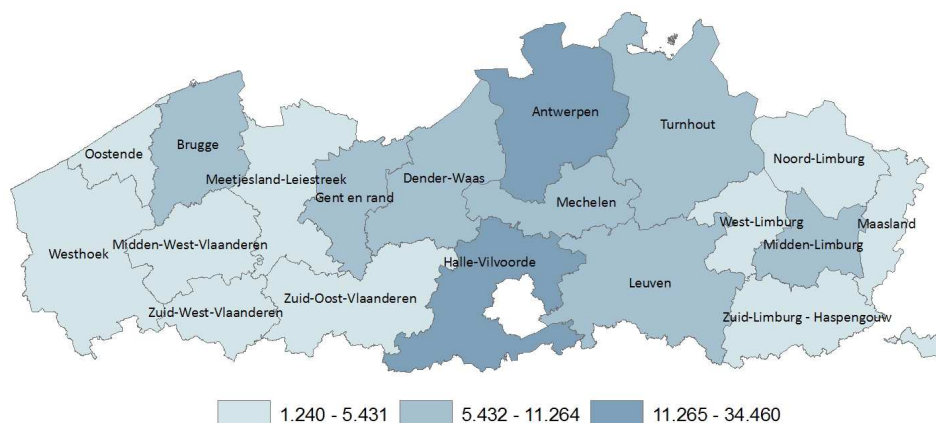 Antwerpen
Turnhout
Brugge
Oostende
Noord-Limburg
Meetjesland-Leiestreek
Dender-Waas
Gent en rand
Mechelen
West-Limburg
Maasland
Midden-West-Vlaanderen
Midden-Limburg
Westhoek
Halle-Vilvoorde
Leuven
Zuid-Oost-Vlaanderen
Zuid-West-Vlaanderen
Zuid-Limburg - Haspengouw
1.240 - 5.431
5.432 - 11.264
11.265 - 34.460